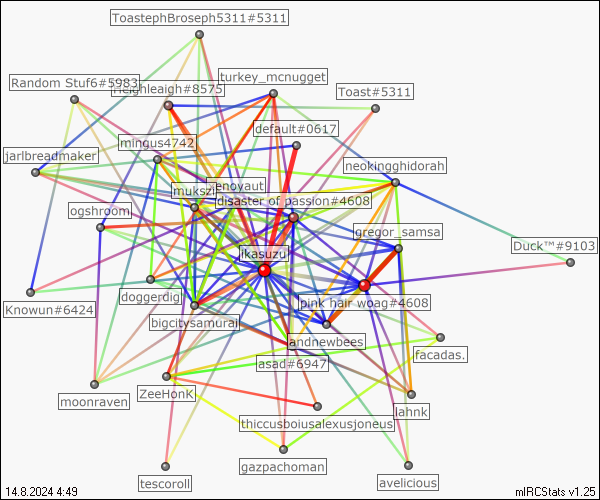 ToastephBroseph5311#5311
turkey_mcnugget
Random Stuf6#5983
Heighleaigh#8575
Toast#5311
default#0617
mingus4742
jarlbreadmaker
neokingghidorah
mukszi
enoyaut
disaster of passion#4608
ogshroom
gregor_samsa
Duck™#9103
ikasuzu
doggerdig
pink hair woag#4608
Knowun#6424
bigcitysamurai
andnewbees
facadas.
asad#6947
ZeeHonK
moonraven
lahnk
thiccusboiusalexusjoneus
gazpachoman
tescoroll
avelicious
14.8.2024 4:49
mIRCStats v1.25